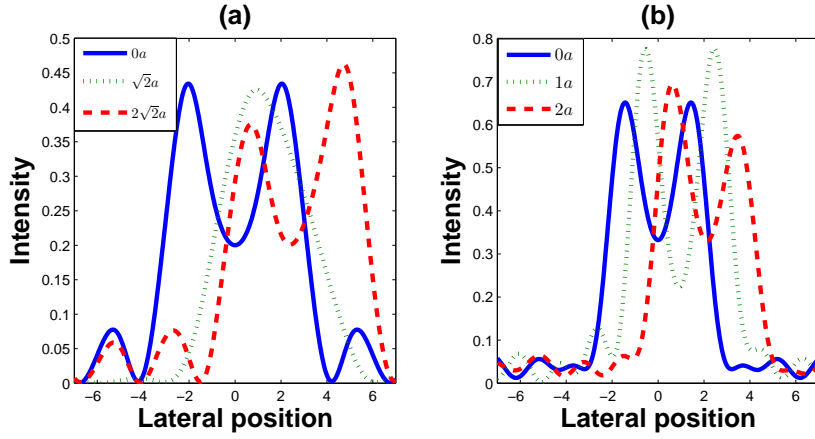 (a)
0a
√2a
2√2a
0.5
0.45
0.4
0.35
0.3
0.25
0.2
0.15
0.1
0.05
0
Intensity
−6 −4 −2 0 2 4 6
Lateral position
(b)
0a
1a
2a
0.8
0.7
0.6
0.5
0.4
0.3
0.2
0.1
0
Intensity
−6 −4 −2 0 2 4 6
Lateral position